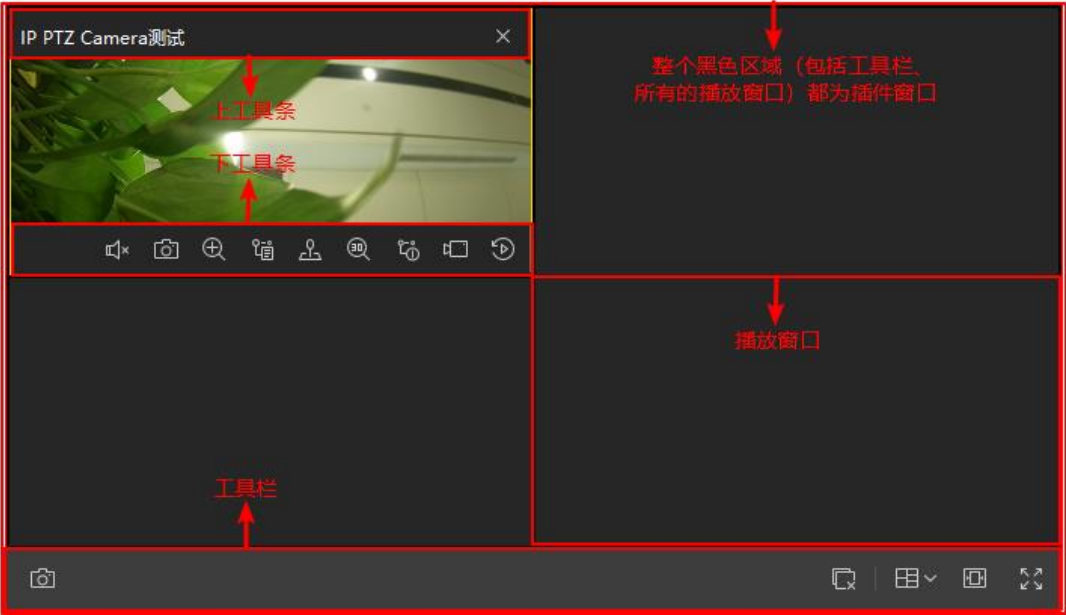 IP PTZ Camera测试
整个黑色区域（包括工具栏、
所有的播放窗口）都为插件窗口
上工具条
下工具条
3D
播放窗口
工具栏